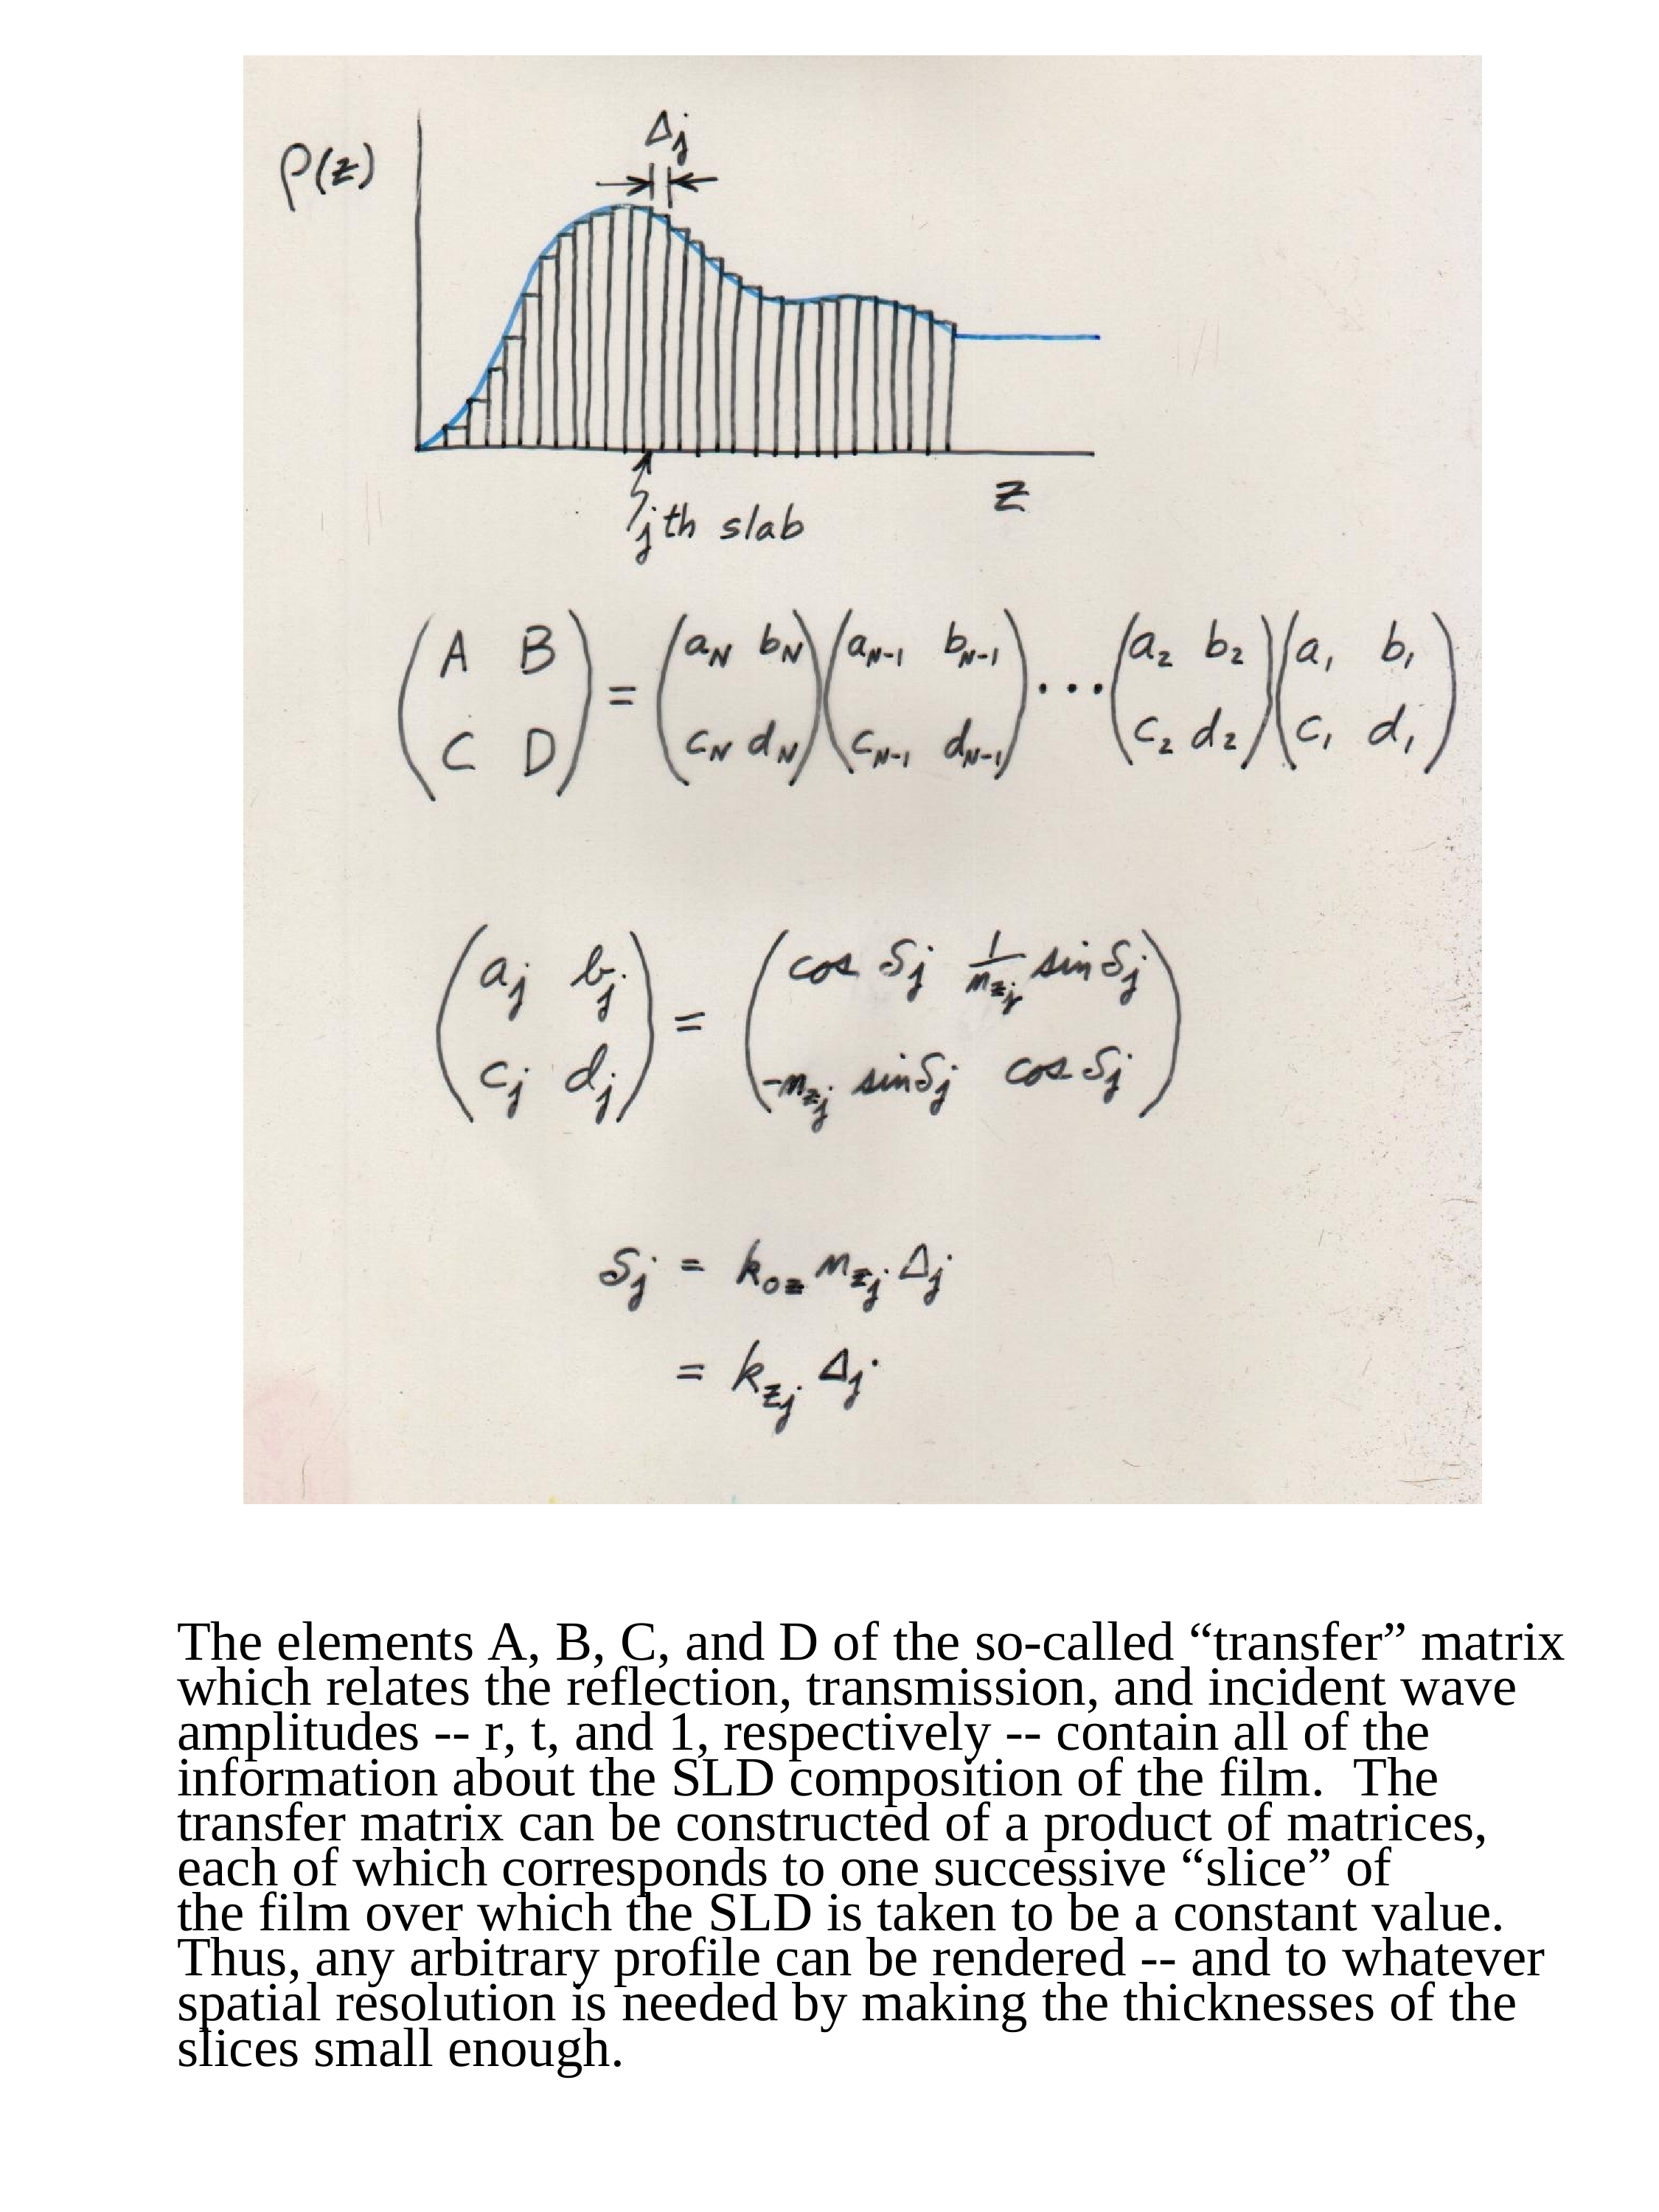 Δj
ρ(z)
z
jth slab
(A B
C D) = (aN bN
cN dN)(aN-1 bN-1
cN-1 dN-1)...(a2 b2
c2 d2)(a1 b1
c1 d1)
(aj bj
cj dj) = (cos δj 1/nzj sin δj
-nzj sin δj cos δj)
δj = k0z nzj Δj
= kzj Δj
The elements A, B, C, and D of the so-called “transfer” matrix
which relates the reflection, transmission, and incident wave
amplitudes -- r, t, and 1, respectively -- contain all of the
information about the SLD composition of the film.  The
transfer matrix can be constructed of a product of matrices,
each of which corresponds to one successive “slice” of
the film over which the SLD is taken to be a constant value.
Thus, any arbitrary profile can be rendered -- and to whatever
spatial resolution is needed by making the thicknesses of the
slices small enough.